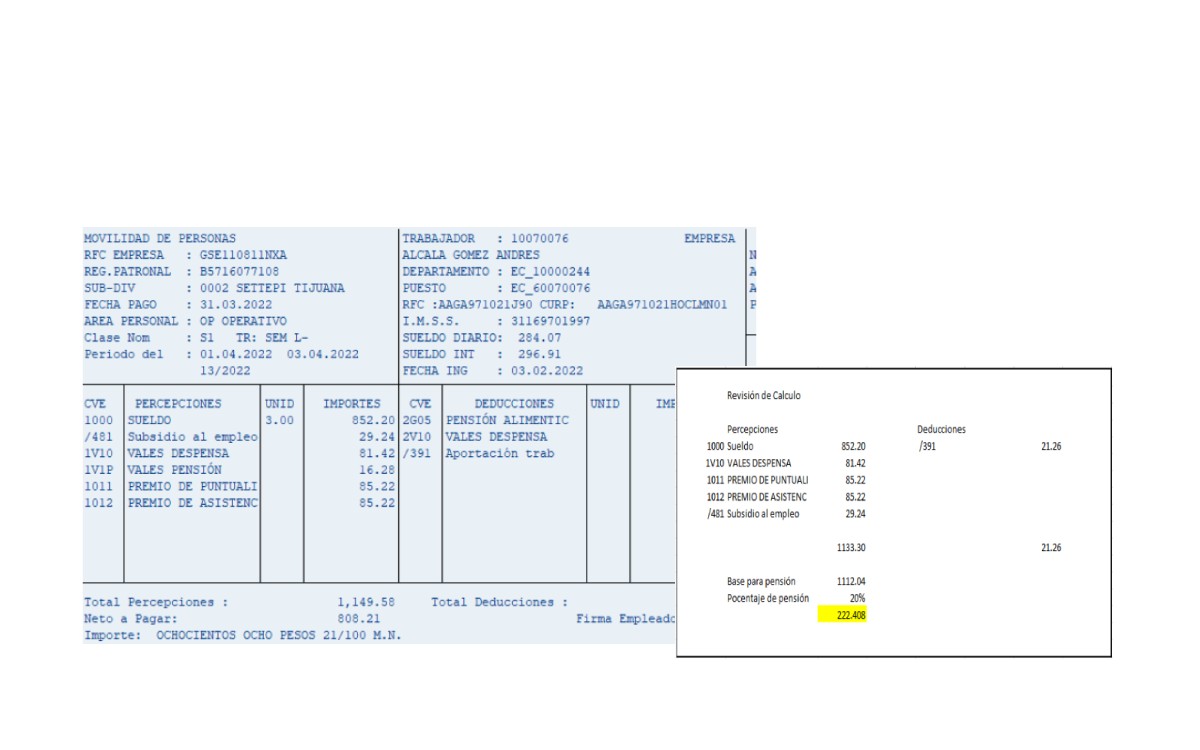 MOVILIDAD DE PERSONAS
RFC EMPRESA : GSE110811NXA
REG.PATRONAL : B5716077108
SUB-DIV : 0002 SETTEPI TIJUANA
FECHA PAGO : 31.03.2022
AREA PERSONAL : OP OPERATIVO
Clase Nom : S1 TR: SEM L-
Periodo del : 01.04.2022 03.04.2022
13/2022
TRABAJADOR : 10070076 EMPRESA
ALCALA GOMEZ ANDRES
DEPARTAMENTO : EC_10000244
PUESTO : EC_60070076
RFC :AAGA971021J90 CURP: AAGA971021HOCLMN01
I.M.S.S. : 31169701997
SUELDO DIARIO: 284.07
SUELDO INT : 296.91
FECHA ING : 03.02.2022
N
A
A
P
CVE PERCEPCIONES UNID IMPORTES CVE DEDUCCIONES UNID
1000 SUELDO 3.00 852.20 2G05 PENSIÓN ALIMENTIC
/481 Subsidio al empleo 29.24 2V10 VALES DESPENSA
1V10 VALES DESPENSA 81.42 /391 Aportación trab
1V1P VALES PENSIÓN 16.28
1011 PREMIO DE PUNTUALI 85.22
1012 PREMIO DE ASISTENC 85.22
Total Percepciones : 1,149.58 Total Deducciones :
Neto a Pagar: 808.21 Firma Empleado
Importe: OCHOCIENTOS OCHO PESOS 21/100 M.N.
Revisión de Calculo
Percepciones Deducciones
1000 Sueldo 852.20 /391 21.26
1V10 VALES DESPENSA 81.42
1011 PREMIO DE PUNTUALI 85.22
1012 PREMIO DE ASISTENC 85.22
/481 Subsidio al empleo 29.24
1133.30 21.26
Base para pensión 1112.04
Pocentaje de pensión 20%
222.408